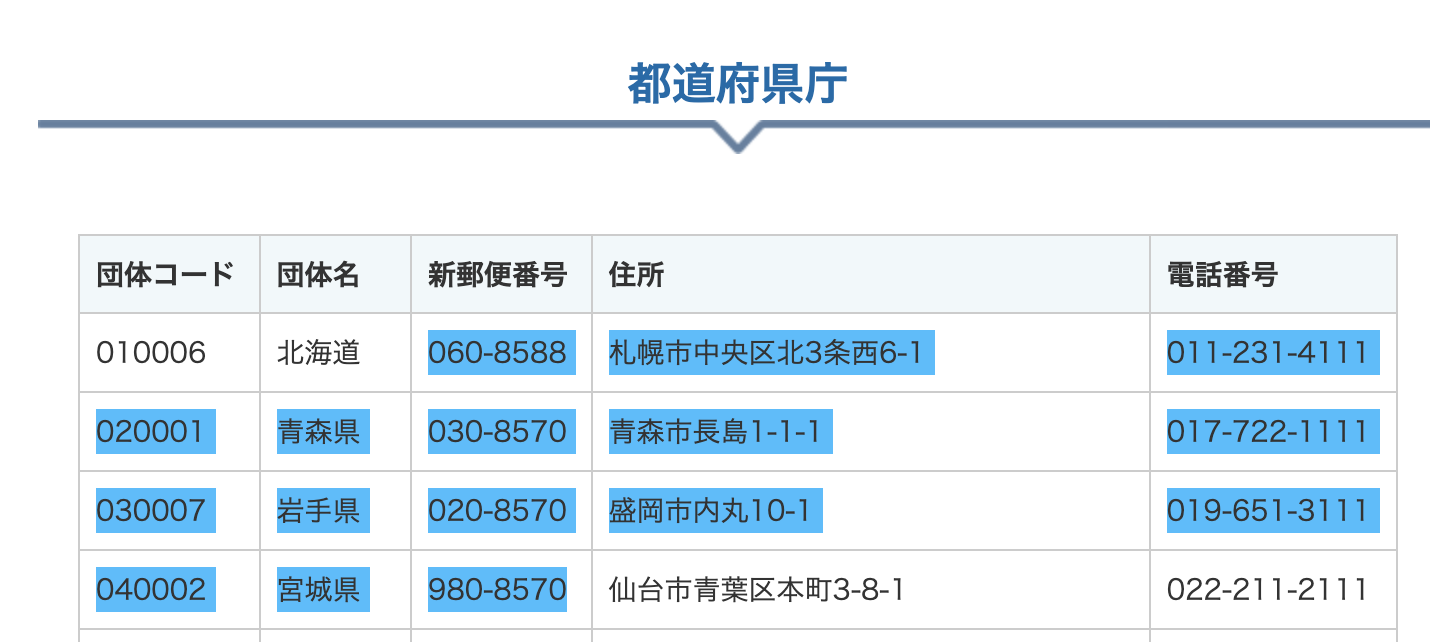 都道府県庁
団体コード 団体名 新郵便番号 住所 電話番号
010006 北海道 060-8588 札幌市中央区北3条西6-1 011-231-4111
020001 青森県 030-8570 青森市長島1-1-1 017-722-1111
030007 岩手県 020-8570 盛岡市内丸10-1 019-651-3111
040002 宮城県 980-8570 仙台市青葉区本町3-8-1 022-211-2111